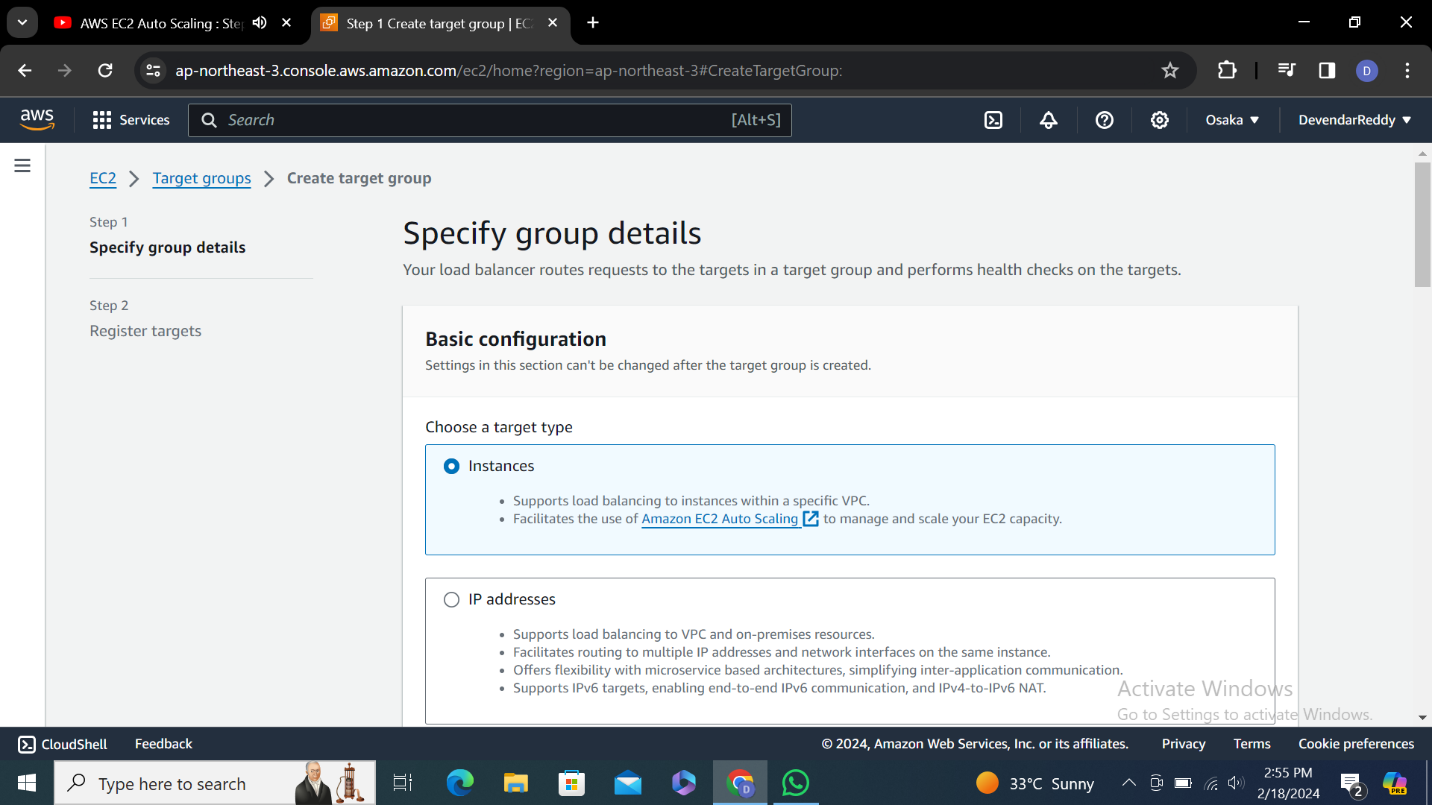 AWS EC2 Auto Scaling : Ste
Step 1 Create target group | EC
ap-northeast-3.console.aws.amazon.com/ec2/home?region=ap-northeast-3#CreateTargetGroup:
D
aws
Services
Search
[Alt+S]
Osaka
DevendarReddy
EC2
Target groups
Create target group
Step 1
Specify group details
Step 2
Register targets
Specify group details
Your load balancer routes requests to the targets in a target group and performs health checks on the targets.
Basic configuration
Settings in this section can't be changed after the target group is created.
Choose a target type
Instances
• Supports load balancing to instances within a specific VPC.
• Facilitates the use of Amazon EC2 Auto Scaling to manage and scale your EC2 capacity.
IP addresses
• Supports load balancing to VPC and on-premises resources.
• Facilitates routing to multiple IP addresses and network interfaces on the same instance.
• Offers flexibility with microservice based architectures, simplifying inter-application communication.
• Supports IPv6 targets, enabling end-to-end IPv6 communication, and IPv4-to-IPv6 NAT.
Activate Windows
Go to Settings to activate Windows.
CloudShell
Feedback
© 2024, Amazon Web Services, Inc. or its affiliates.
Privacy
Terms
Cookie preferences
Type here to search
D
33°C Sunny
2:55 PM
2/18/2024
2
PRE